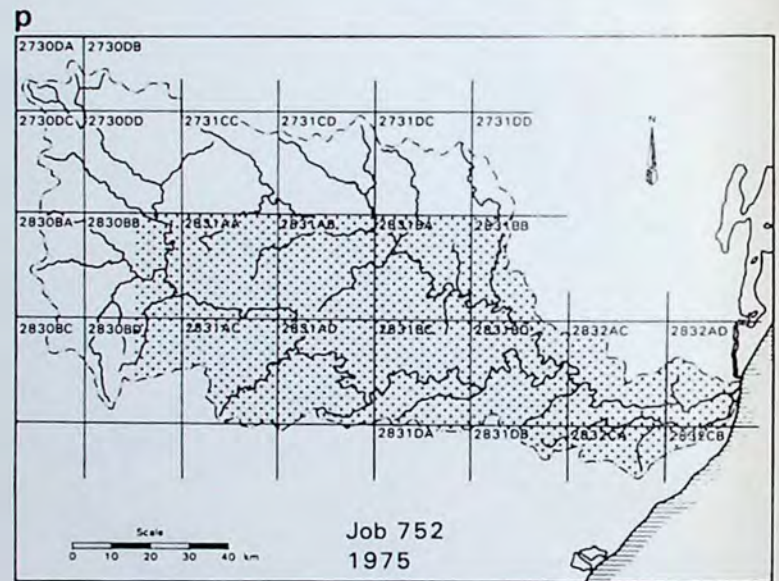 p
2730DA 2730DB
2730DC 2730DD 2731CC 2731CD 2731DC 2731DD
N
2830BA 2830BB 2831AA 2831AB 2831BA 2831BB
2830BC 2830BD 2831AC 2831AD 2831BC 2831BD 2832AC 2832AD
2831DA 2831DB 2832CA 2832CB
Scale
0 10 20 30 40 km
Job 752
1975